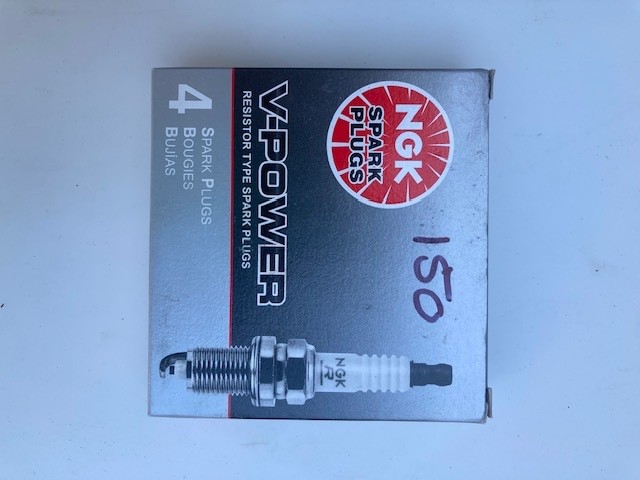 NGK
SPARK
PLUGS
150
V-POWER
RESISTOR TYPE SPARK PLUGS
4
SPARK PLUGS
BOUGIES
BUJÍAS
NGK
R